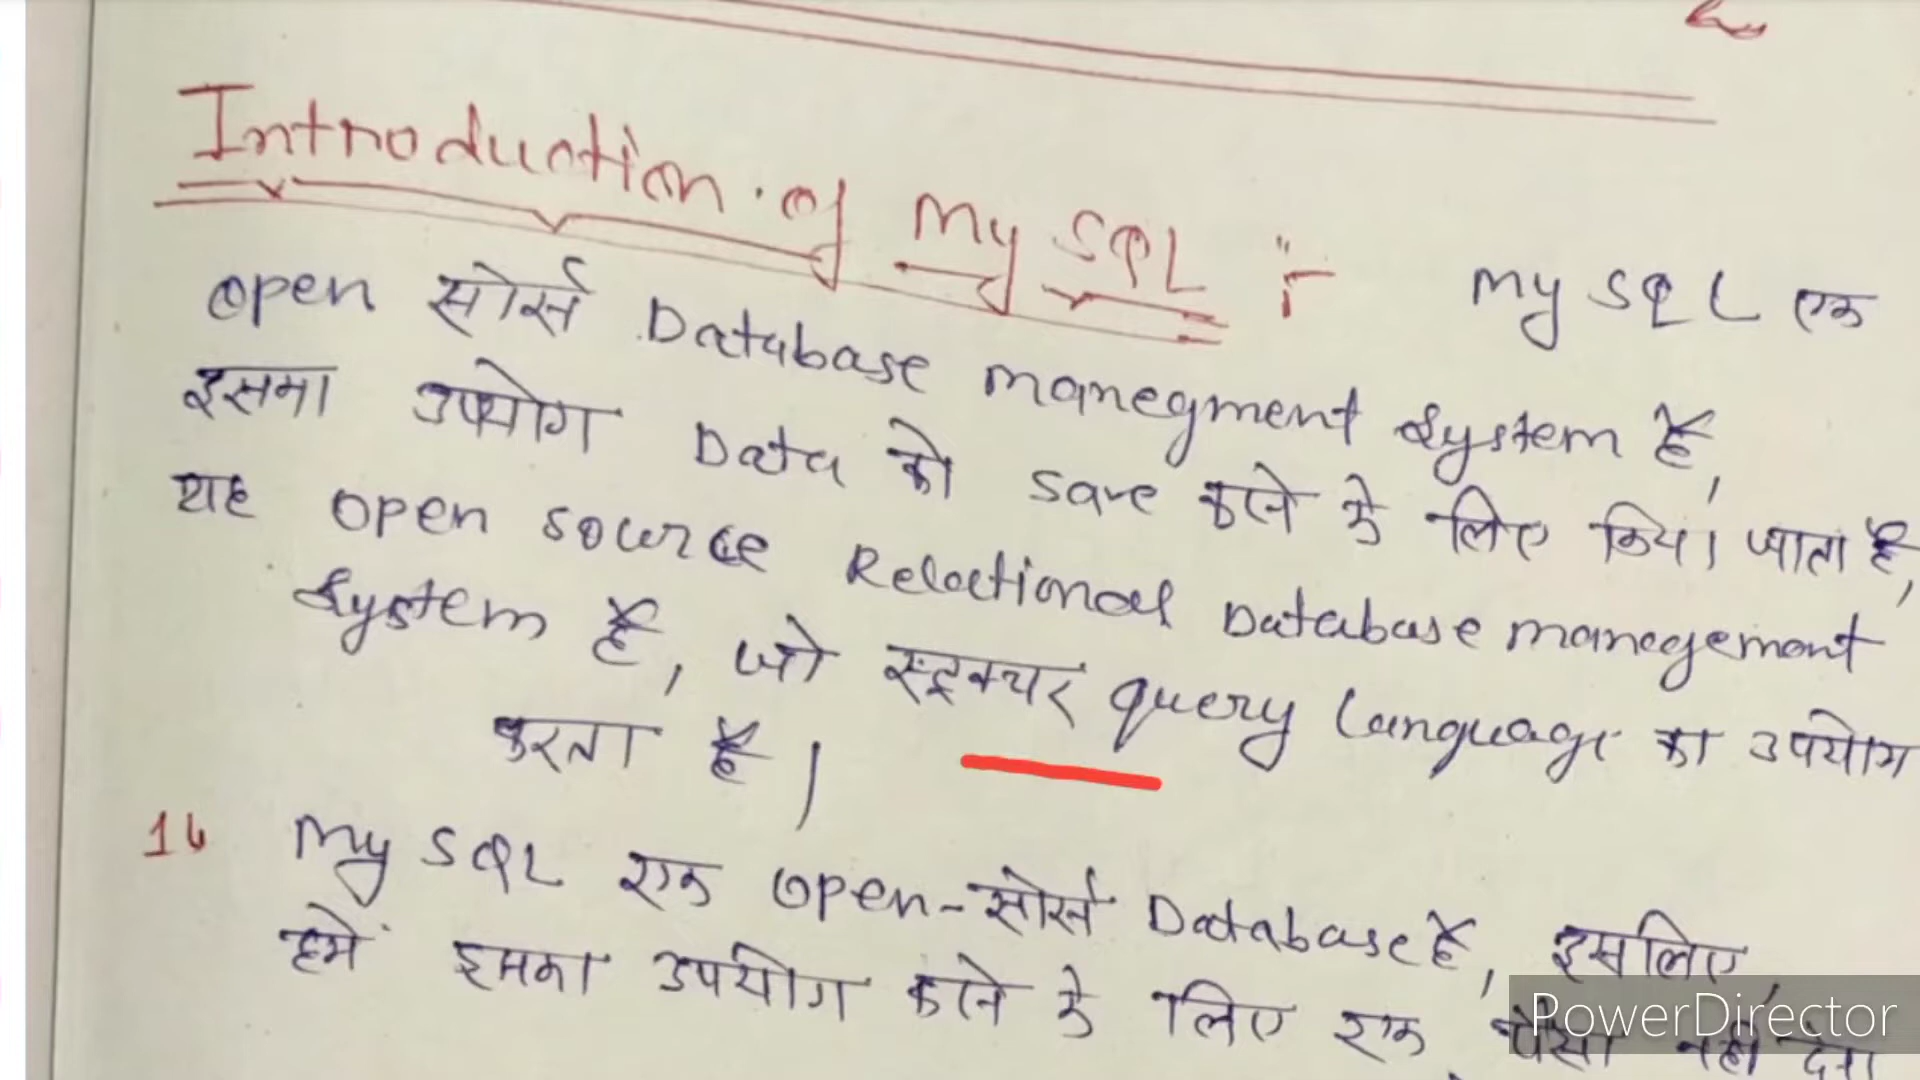 Introduction of My SQL :- My SQL एक
open सोर्स Database manegment System है,
इसका उपयोग Data को save करने के लिए किया जाता है,
यह open source Relational Database management
System है, जो स्ट्रक्चर query Language का उपयोग
करता है।
1↳ My SQL एक open-सोर्स Database है, इसलिए,
हमें इसका उपयोग करने के लिए एक पैसा नहीं देना
PowerDirector